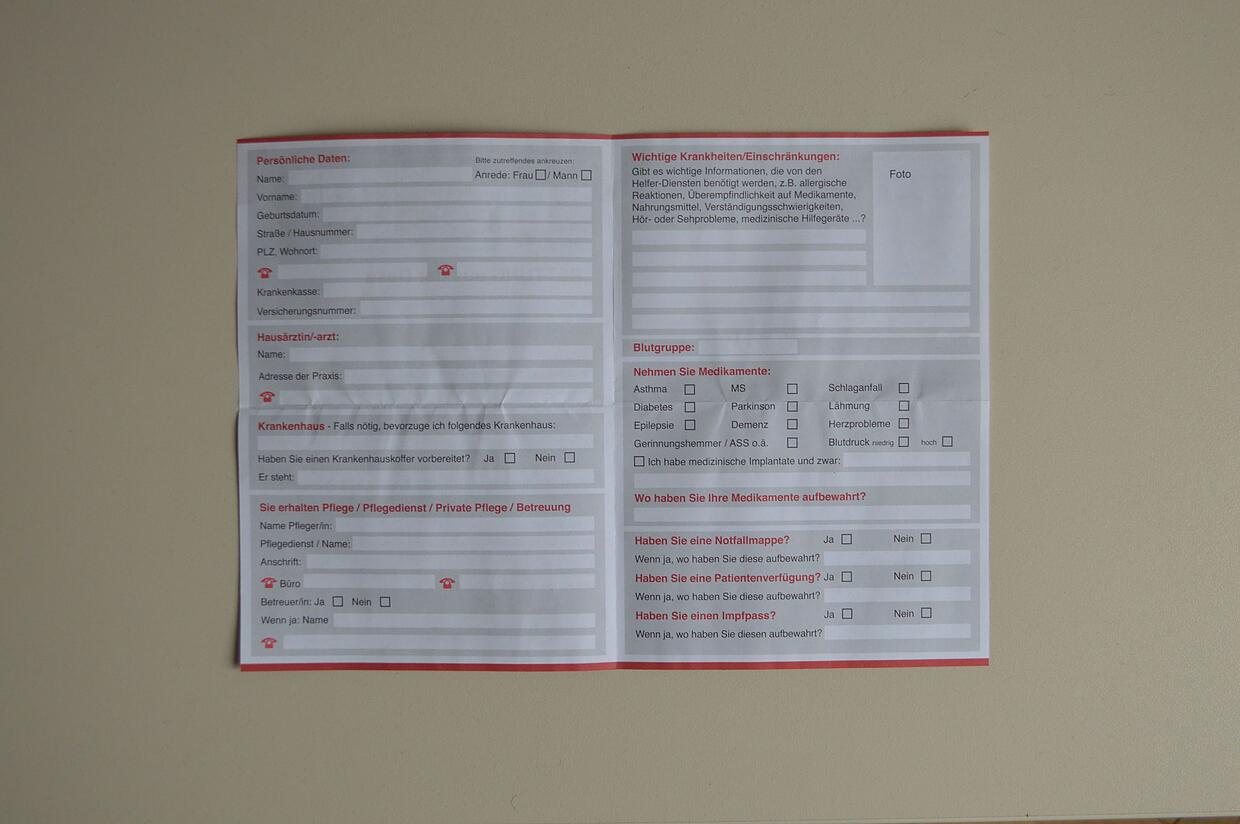 Persönliche Daten:
Bitte zutreffendes ankreuzen:
Name:
Anrede: Frau / Mann
Vorname:
Geburtsdatum:
Straße / Hausnummer:
PLZ, Wohnort:
Krankenkasse:
Versicherungsnummer:
Hausärztin/-arzt:
Name:
Adresse der Praxis:
Krankenhaus - Falls nötig, bevorzuge ich folgendes Krankenhaus:
Haben Sie einen Krankenhauskoffer vorbereitet? Ja Nein
Er steht:
Sie erhalten Pflege / Pflegedienst / Private Pflege / Betreuung
Name Pfleger/in:
Pflegedienst / Name:
Anschrift:
Büro
Betreuer/in: Ja Nein
Wenn ja: Name
Wichtige Krankheiten/Einschränkungen:
Gibt es wichtige Informationen, die von den
Helfer-Diensten benötigt werden, z.B. allergische
Reaktionen, Überempfindlichkeit auf Medikamente,
Nahrungsmittel, Verständigungsschwierigkeiten,
Hör- oder Sehprobleme, medizinische Hilfegeräte ...?
Foto
Blutgruppe:
Nehmen Sie Medikamente:
Asthma MS Schlaganfall
Diabetes Parkinson Lähmung
Epilepsie Demenz Herzprobleme
Gerinnungshemmer / ASS o.ä. Blutdruck niedrig hoch
Ich habe medizinische Implantate und zwar:
Wo haben Sie Ihre Medikamente aufbewahrt?
Haben Sie eine Notfallmappe? Ja Nein
Wenn ja, wo haben Sie diese aufbewahrt?
Haben Sie eine Patientenverfügung? Ja Nein
Wenn ja, wo haben Sie diese aufbewahrt?
Haben Sie einen Impfpass? Ja Nein
Wenn ja, wo haben Sie diesen aufbewahrt?